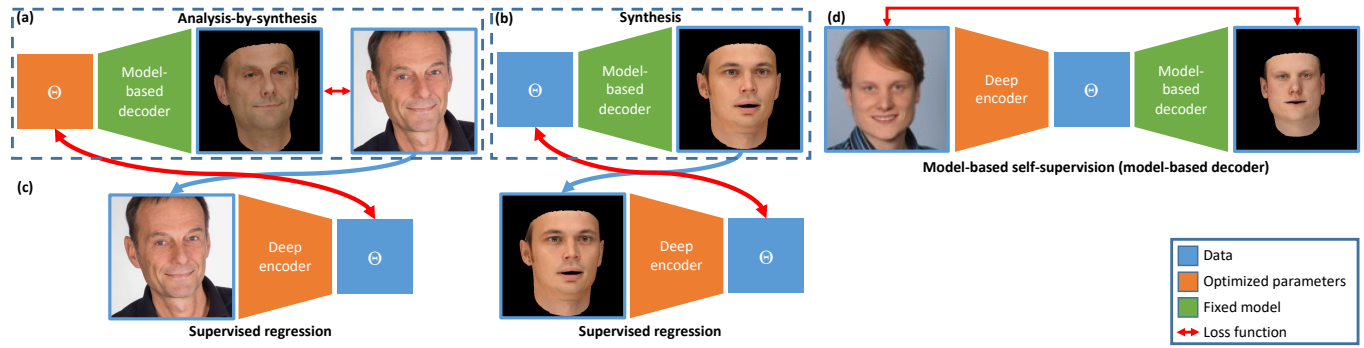 (a)
Analysis-by-synthesis
Θ
Model-
based
decoder
(b)
Synthesis
Θ
Model-
based
decoder
(d)
Deep
encoder
Θ
Model-
based
decoder
Model-based self-supervision (model-based decoder)
(c)
Deep
encoder
Θ
Supervised regression
Deep
encoder
Θ
Supervised regression
Data
Optimized parameters
Fixed model
Loss function